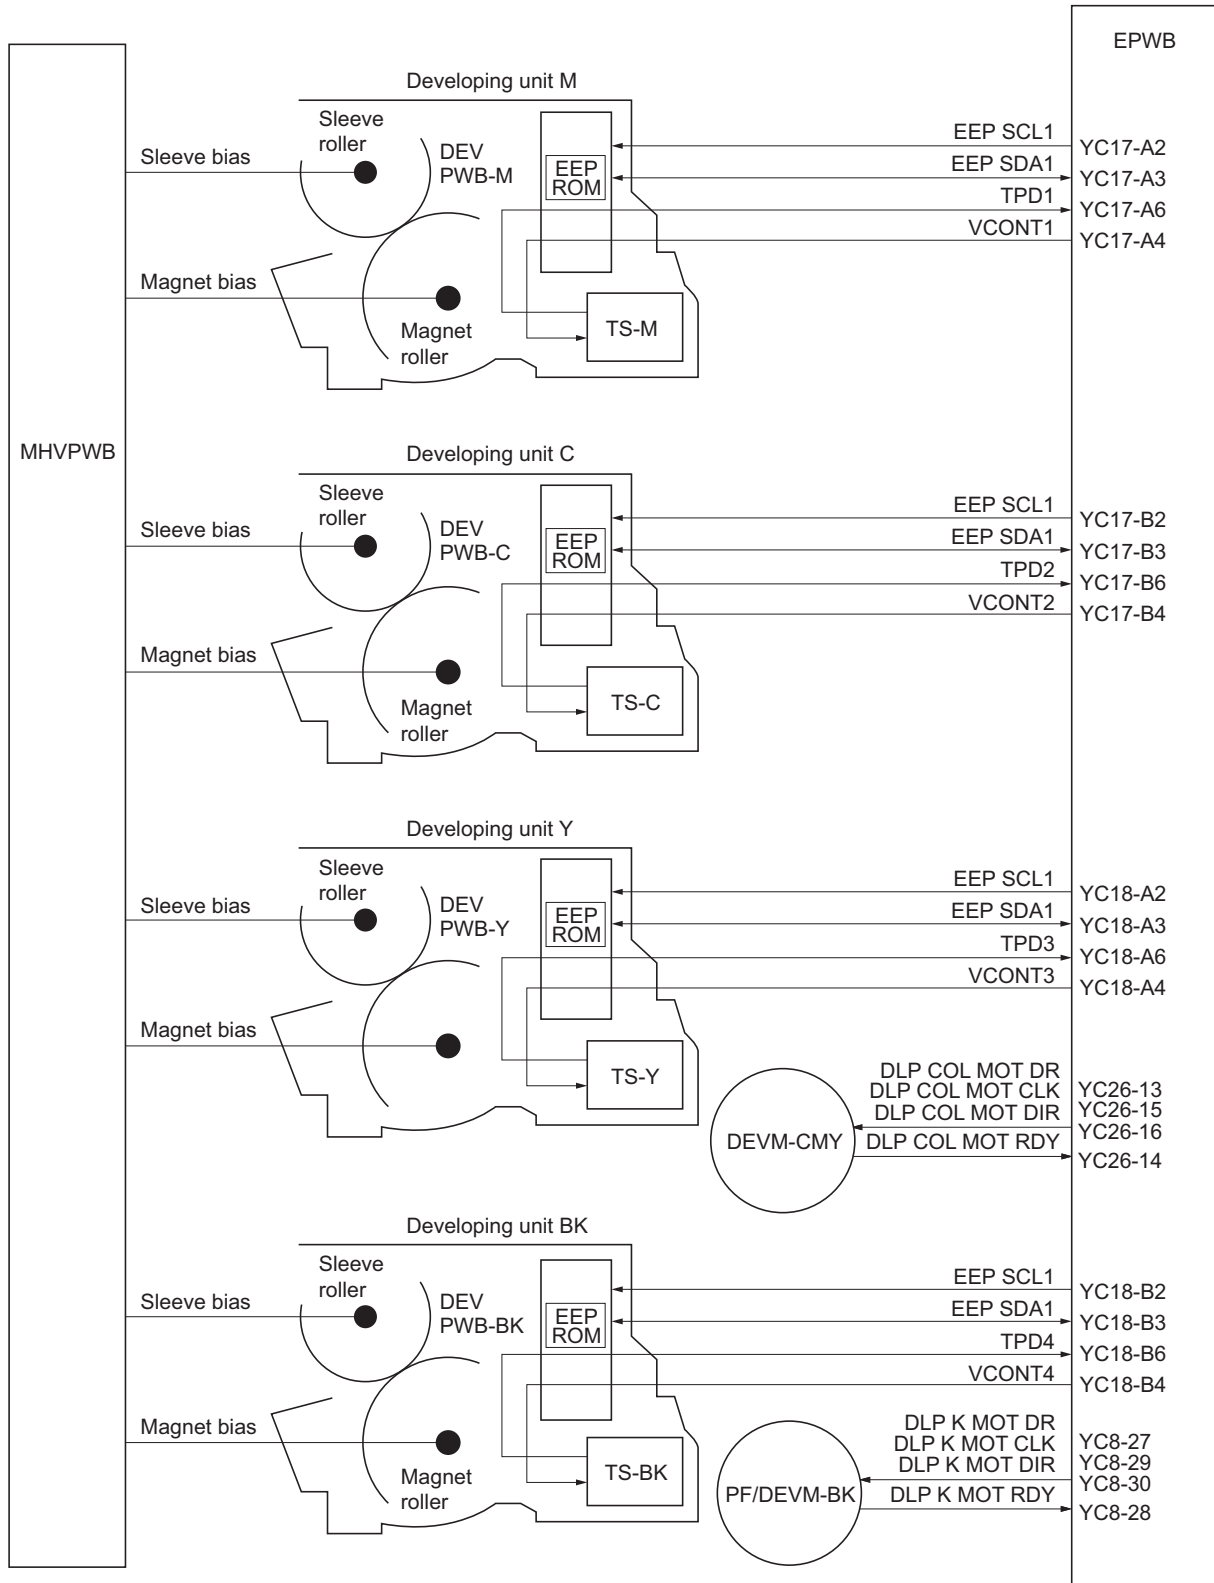 EPWB
MHVPWB
Developing unit M
Sleeve
roller
DEV
PWB-M
EEP
ROM
Sleeve bias
Magnet bias
Magnet
roller
TS-M
EEP SCL1
YC17-A2
EEP SDA1
YC17-A3
TPD1
YC17-A6
VCONT1
YC17-A4
Developing unit C
Sleeve
roller
DEV
PWB-C
EEP
ROM
Sleeve bias
Magnet bias
Magnet
roller
TS-C
EEP SCL1
YC17-B2
EEP SDA1
YC17-B3
TPD2
YC17-B6
VCONT2
YC17-B4
Developing unit Y
Sleeve
roller
DEV
PWB-Y
EEP
ROM
Sleeve bias
Magnet bias
TS-Y
EEP SCL1
YC18-A2
EEP SDA1
YC18-A3
TPD3
YC18-A6
VCONT3
YC18-A4
DEVM-CMY
DLP COL MOT DR
DLP COL MOT CLK
DLP COL MOT DIR
DLP COL MOT RDY
YC26-13
YC26-15
YC26-16
YC26-14
Developing unit BK
Sleeve
roller
DEV
PWB-BK
EEP
ROM
Sleeve bias
Magnet bias
Magnet
roller
TS-BK
EEP SCL1
YC18-B2
EEP SDA1
YC18-B3
TPD4
YC18-B6
VCONT4
YC18-B4
PF/DEVM-BK
DLP K MOT DR
DLP K MOT CLK
DLP K MOT DIR
DLP K MOT RDY
YC8-27
YC8-29
YC8-30
YC8-28